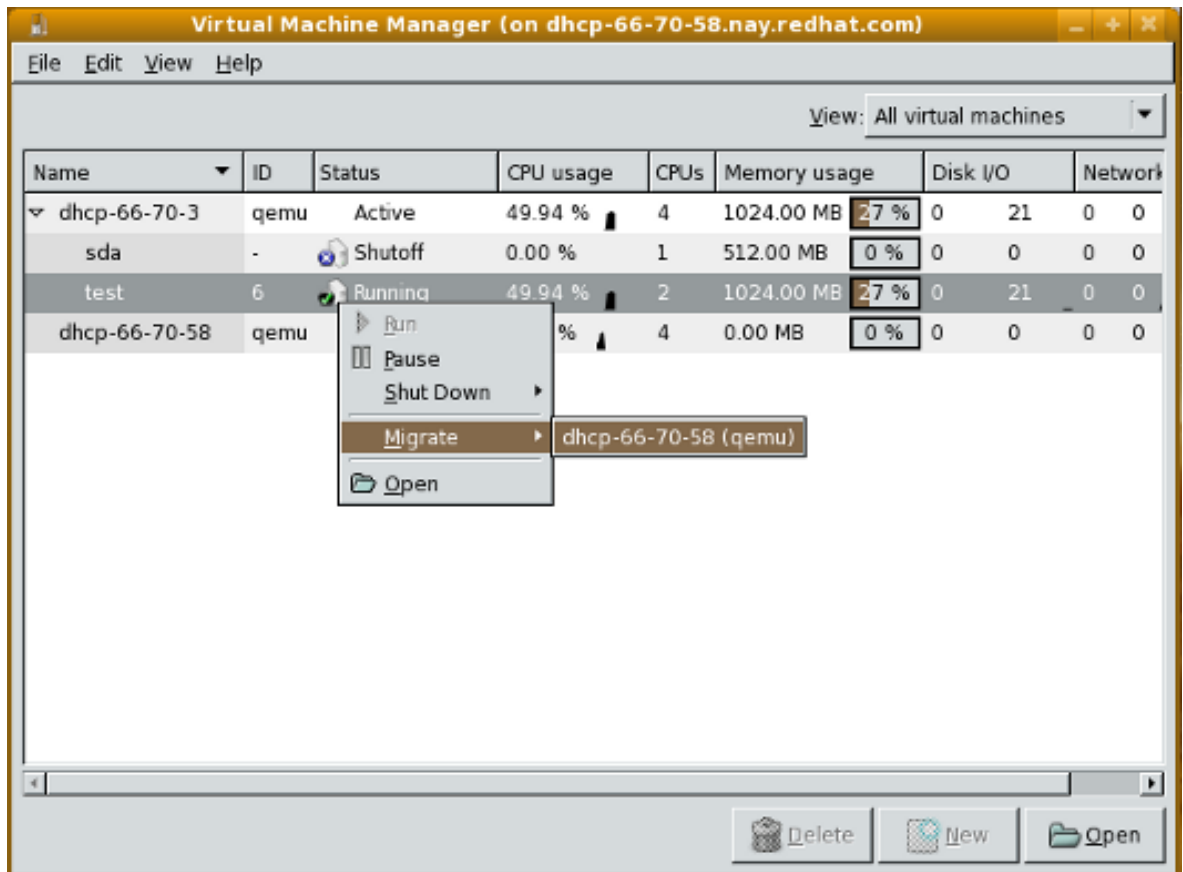 Virtual Machine Manager (on dhcp-66-70-58.nay.redhat.com)
File Edit View Help
View: All virtual machines
Name ID Status CPU usage CPUs Memory usage Disk I/O Network
dhcp-66-70-3 qemu Active 49.94 % 4 1024.00 MB 27 % 0 21 0 0
sda - Shutoff 0.00 % 1 512.00 MB 0 % 0 0 0 0
test 6 Running 49.94 % 2 1024.00 MB 27 % 0 21 0 0
dhcp-66-70-58 qemu % 4 0.00 MB 0 % 0 0 0 0
Run
Pause
Shut Down
Migrate dhcp-66-70-58 (qemu)
Open
Delete New Open